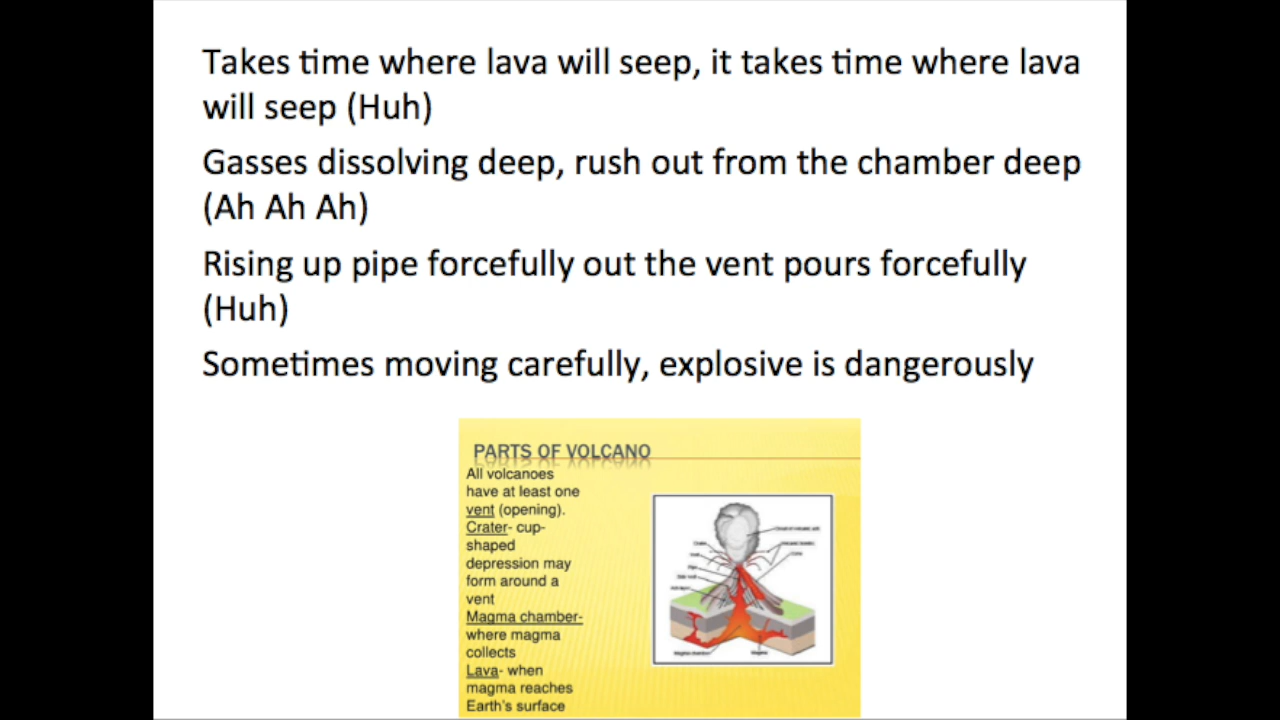 Takes time where lava will seep, it takes time where lava
will seep (Huh)
Gasses dissolving deep, rush out from the chamber deep
(Ah Ah Ah)
Rising up pipe forcefully out the vent pours forcefully
(Huh)
Sometimes moving carefully, explosive is dangerously
PARTS OF VOLCANO
All volcanoes
have at least one
vent (opening).
Crater- cup-
shaped
depression may
form around a
vent
Magma chamber-
where magma
collects
Lava- when
magma reaches
Earth's surface
Magma chamber
Magma